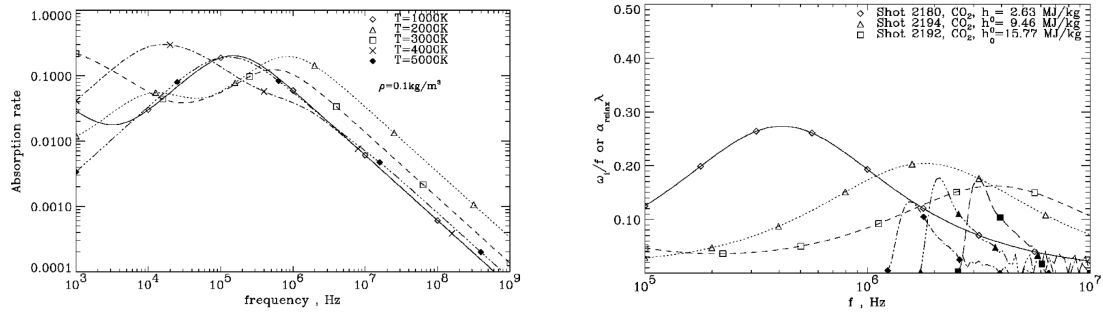 T=1000K
T=2000K
T=3000K
T=4000K
T=5000K
ρ=0.1kg/m³
1.0000
0.1000
0.0100
0.0010
0.0001
Absorption rate
10³ 10⁴ 10⁵ 10⁶ 10⁷ 10⁸ 10⁹
frequency , Hz
Shot 2180, CO₂, h₀= 2.63 MJ/kg
Shot 2194, CO₂, h₀= 9.46 MJ/kg
Shot 2192, CO₂, h₀=15.77 MJ/kg
0.50
0.40
0.30
0.20
0.10
ωᵢ/f or α_relax λ
10⁵ 10⁶ 10⁷
f , Hz